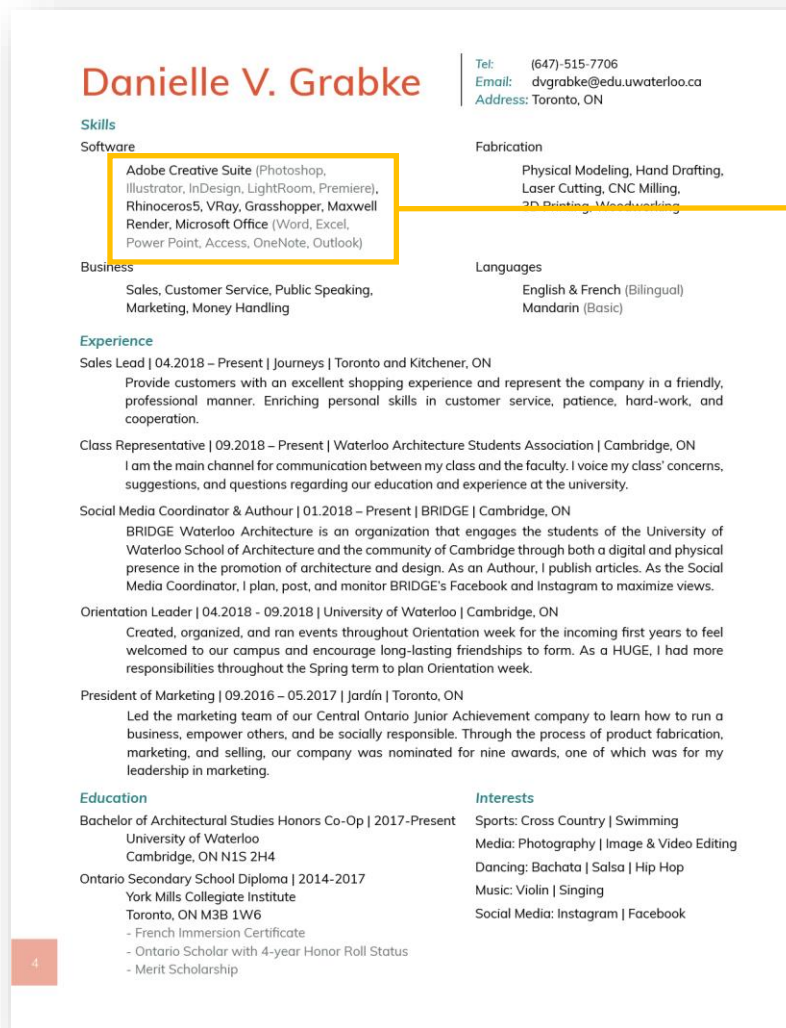 Danielle V. Grabke
Tel: (647)-515-7706
Email: dvgrabke@edu.uwaterloo.ca
Address: Toronto, ON
Skills
Software
Adobe Creative Suite (Photoshop,
Illustrator, InDesign, LightRoom, Premiere),
Rhinoceros5, VRay, Grasshopper, Maxwell
Render, Microsoft Office (Word, Excel,
Power Point, Access, OneNote, Outlook)
Fabrication
Physical Modeling, Hand Drafting,
Laser Cutting, CNC Milling,
3D Printing, Woodworking
Business
Sales, Customer Service, Public Speaking,
Marketing, Money Handling
Languages
English & French (Bilingual)
Mandarin (Basic)
Experience
Sales Lead | 04.2018 – Present | Journeys | Toronto and Kitchener, ON
Provide customers with an excellent shopping experience and represent the company in a friendly,
professional manner. Enriching personal skills in customer service, patience, hard-work, and
cooperation.
Class Representative | 09.2018 – Present | Waterloo Architecture Students Association | Cambridge, ON
I am the main channel for communication between my class and the faculty. I voice my class' concerns,
suggestions, and questions regarding our education and experience at the university.
Social Media Coordinator & Authour | 01.2018 – Present | BRIDGE | Cambridge, ON
BRIDGE Waterloo Architecture is an organization that engages the students of the University of
Waterloo School of Architecture and the community of Cambridge through both a digital and physical
presence in the promotion of architecture and design. As an Authour, I publish articles. As the Social
Media Coordinator, I plan, post, and monitor BRIDGE's Facebook and Instagram to maximize views.
Orientation Leader | 04.2018 - 09.2018 | University of Waterloo | Cambridge, ON
Created, organized, and ran events throughout Orientation week for the incoming first years to feel
welcomed to our campus and encourage long-lasting friendships to form. As a HUGE, I had more
responsibilities throughout the Spring term to plan Orientation week.
President of Marketing | 09.2016 – 05.2017 | Jardín | Toronto, ON
Led the marketing team of our Central Ontario Junior Achievement company to learn how to run a
business, empower others, and be socially responsible. Through the process of product fabrication,
marketing, and selling, our company was nominated for nine awards, one of which was for my
leadership in marketing.
Education
Bachelor of Architectural Studies Honors Co-Op | 2017-Present
University of Waterloo
Cambridge, ON N1S 2H4
Ontario Secondary School Diploma | 2014-2017
York Mills Collegiate Institute
Toronto, ON M3B 1W6
- French Immersion Certificate
- Ontario Scholar with 4-year Honor Roll Status
- Merit Scholarship
Interests
Sports: Cross Country | Swimming
Media: Photography | Image & Video Editing
Dancing: Bachata | Salsa | Hip Hop
Music: Violin | Singing
Social Media: Instagram | Facebook
4